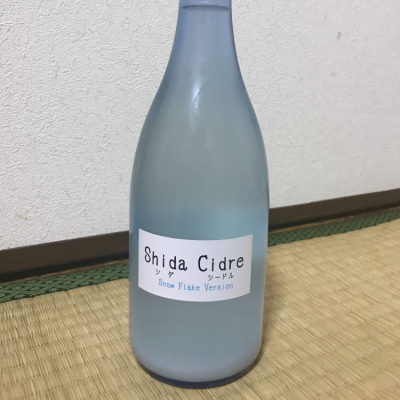 Shida Cidre
シダ シードル
Snow Flake Version